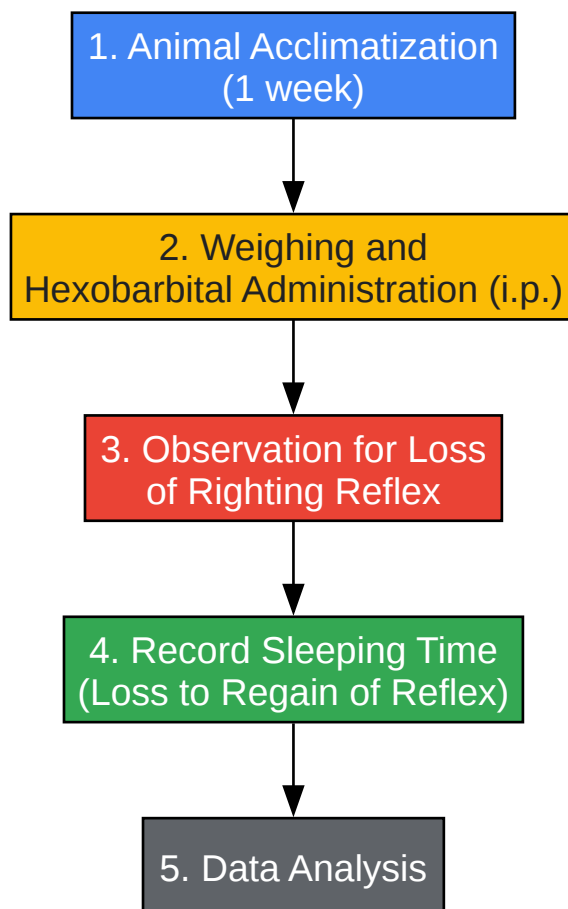 1. Animal Acclimatization
(1 week)
2. Weighing and
Hexobarbital Administration (i.p.)
3. Observation for Loss
of Righting Reflex
4. Record Sleeping Time
(Loss to Regain of Reflex)
5. Data Analysis